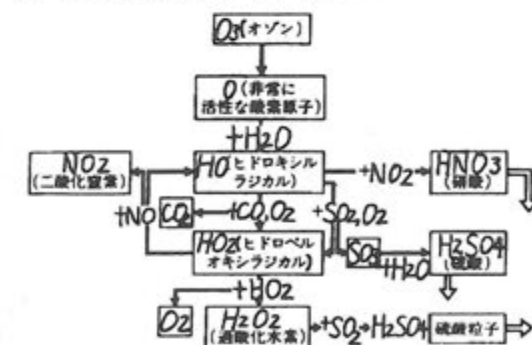 O3(オゾン)
O(非常に
活性な酸素原子)
+H2O
NO2
(二酸化窒素)
HO(ヒドロキシル
ラジカル)
+NO2
HNO3
(硝酸)
+NO
CO2
+CO,O2
+SO2,O2
HO2(ヒドロペル
オキシラジカル)
SO3
+H2O
H2SO4
(硫酸)
+HO2
O2
H2O2
(過酸化水素)
+SO2
H2SO4
硫酸粒子